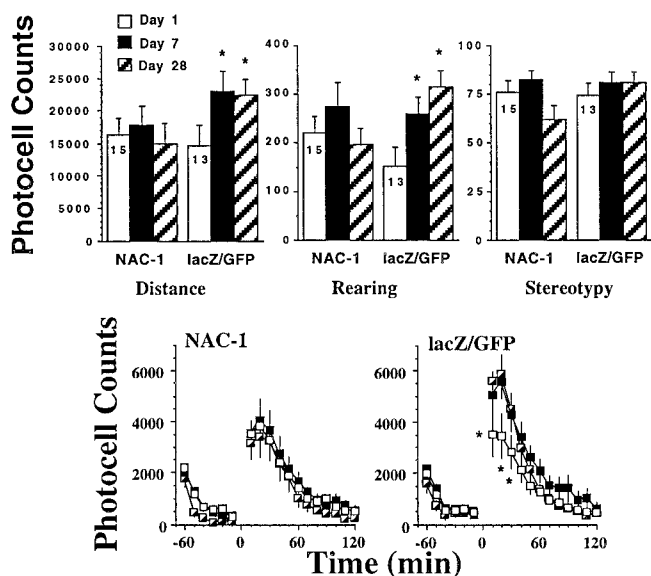 Photocell Counts
Day 1
Day 7
Day 28
30000
25000
20000
15000
10000
5000
0
15
13
* *
NAC-1 lacZ/GFP
Distance
400
300
200
100
0
15
13
* *
NAC-1 lacZ/GFP
Rearing
100
75
50
25
0
15
13
NAC-1 lacZ/GFP
Stereotypy
Photocell Counts
NAC-1
6000
4000
2000
0
-60 0 60 120
lacZ/GFP
6000
4000
2000
0
* * *
-60 0 60 120
Time (min)